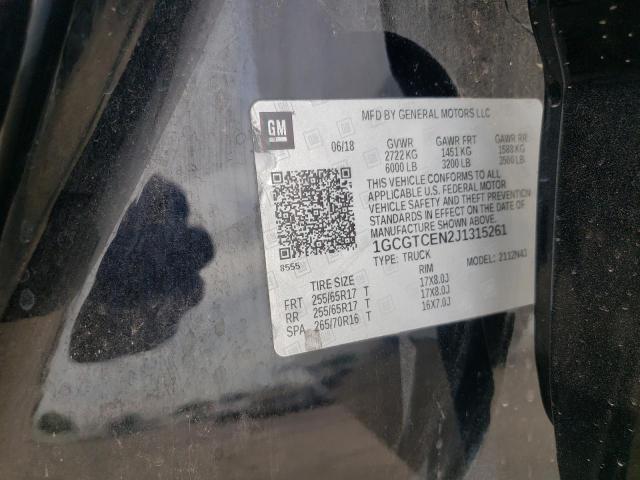 MFD BY GENERAL MOTORS LLC
GM
06/18
GVWR GAWR FRT GAWR RR
2722 KG 1451 KG 1588 KG
6000 LB 3200 LB 3500 LB
THIS VEHICLE CONFORMS TO ALL
APPLICABLE U.S. FEDERAL MOTOR
VEHICLE SAFETY AND THEFT PREVENTION
STANDARDS IN EFFECT ON THE DATE OF
MANUFACTURE SHOWN ABOVE.
1GCGTCEN2J1315261
8555
TYPE: TRUCK MODEL: 2112N43
TIRE SIZE RIM
FRT 255/65R17 T 17X8.0J
RR 255/65R17 T 17X8.0J
SPA 265/70R16 T 16X7.0J